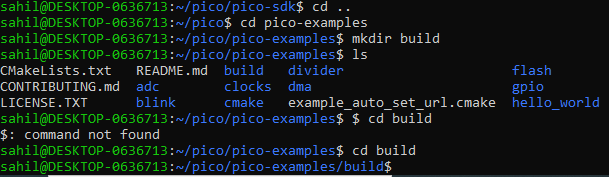 sahil@DESKTOP-0636713:~/pico/pico-sdk$ cd ..
sahil@DESKTOP-0636713:~/pico$ cd pico-examples
sahil@DESKTOP-0636713:~/pico/pico-examples$ mkdir build
sahil@DESKTOP-0636713:~/pico/pico-examples$ ls
CMakeLists.txt README.md build divider flash
CONTRIBUTING.md adc clocks dma gpio
LICENSE.TXT blink cmake example_auto_set_url.cmake hello_world
sahil@DESKTOP-0636713:~/pico/pico-examples$ $ cd build
$: command not found
sahil@DESKTOP-0636713:~/pico/pico-examples$ cd build
sahil@DESKTOP-0636713:~/pico/pico-examples/build$